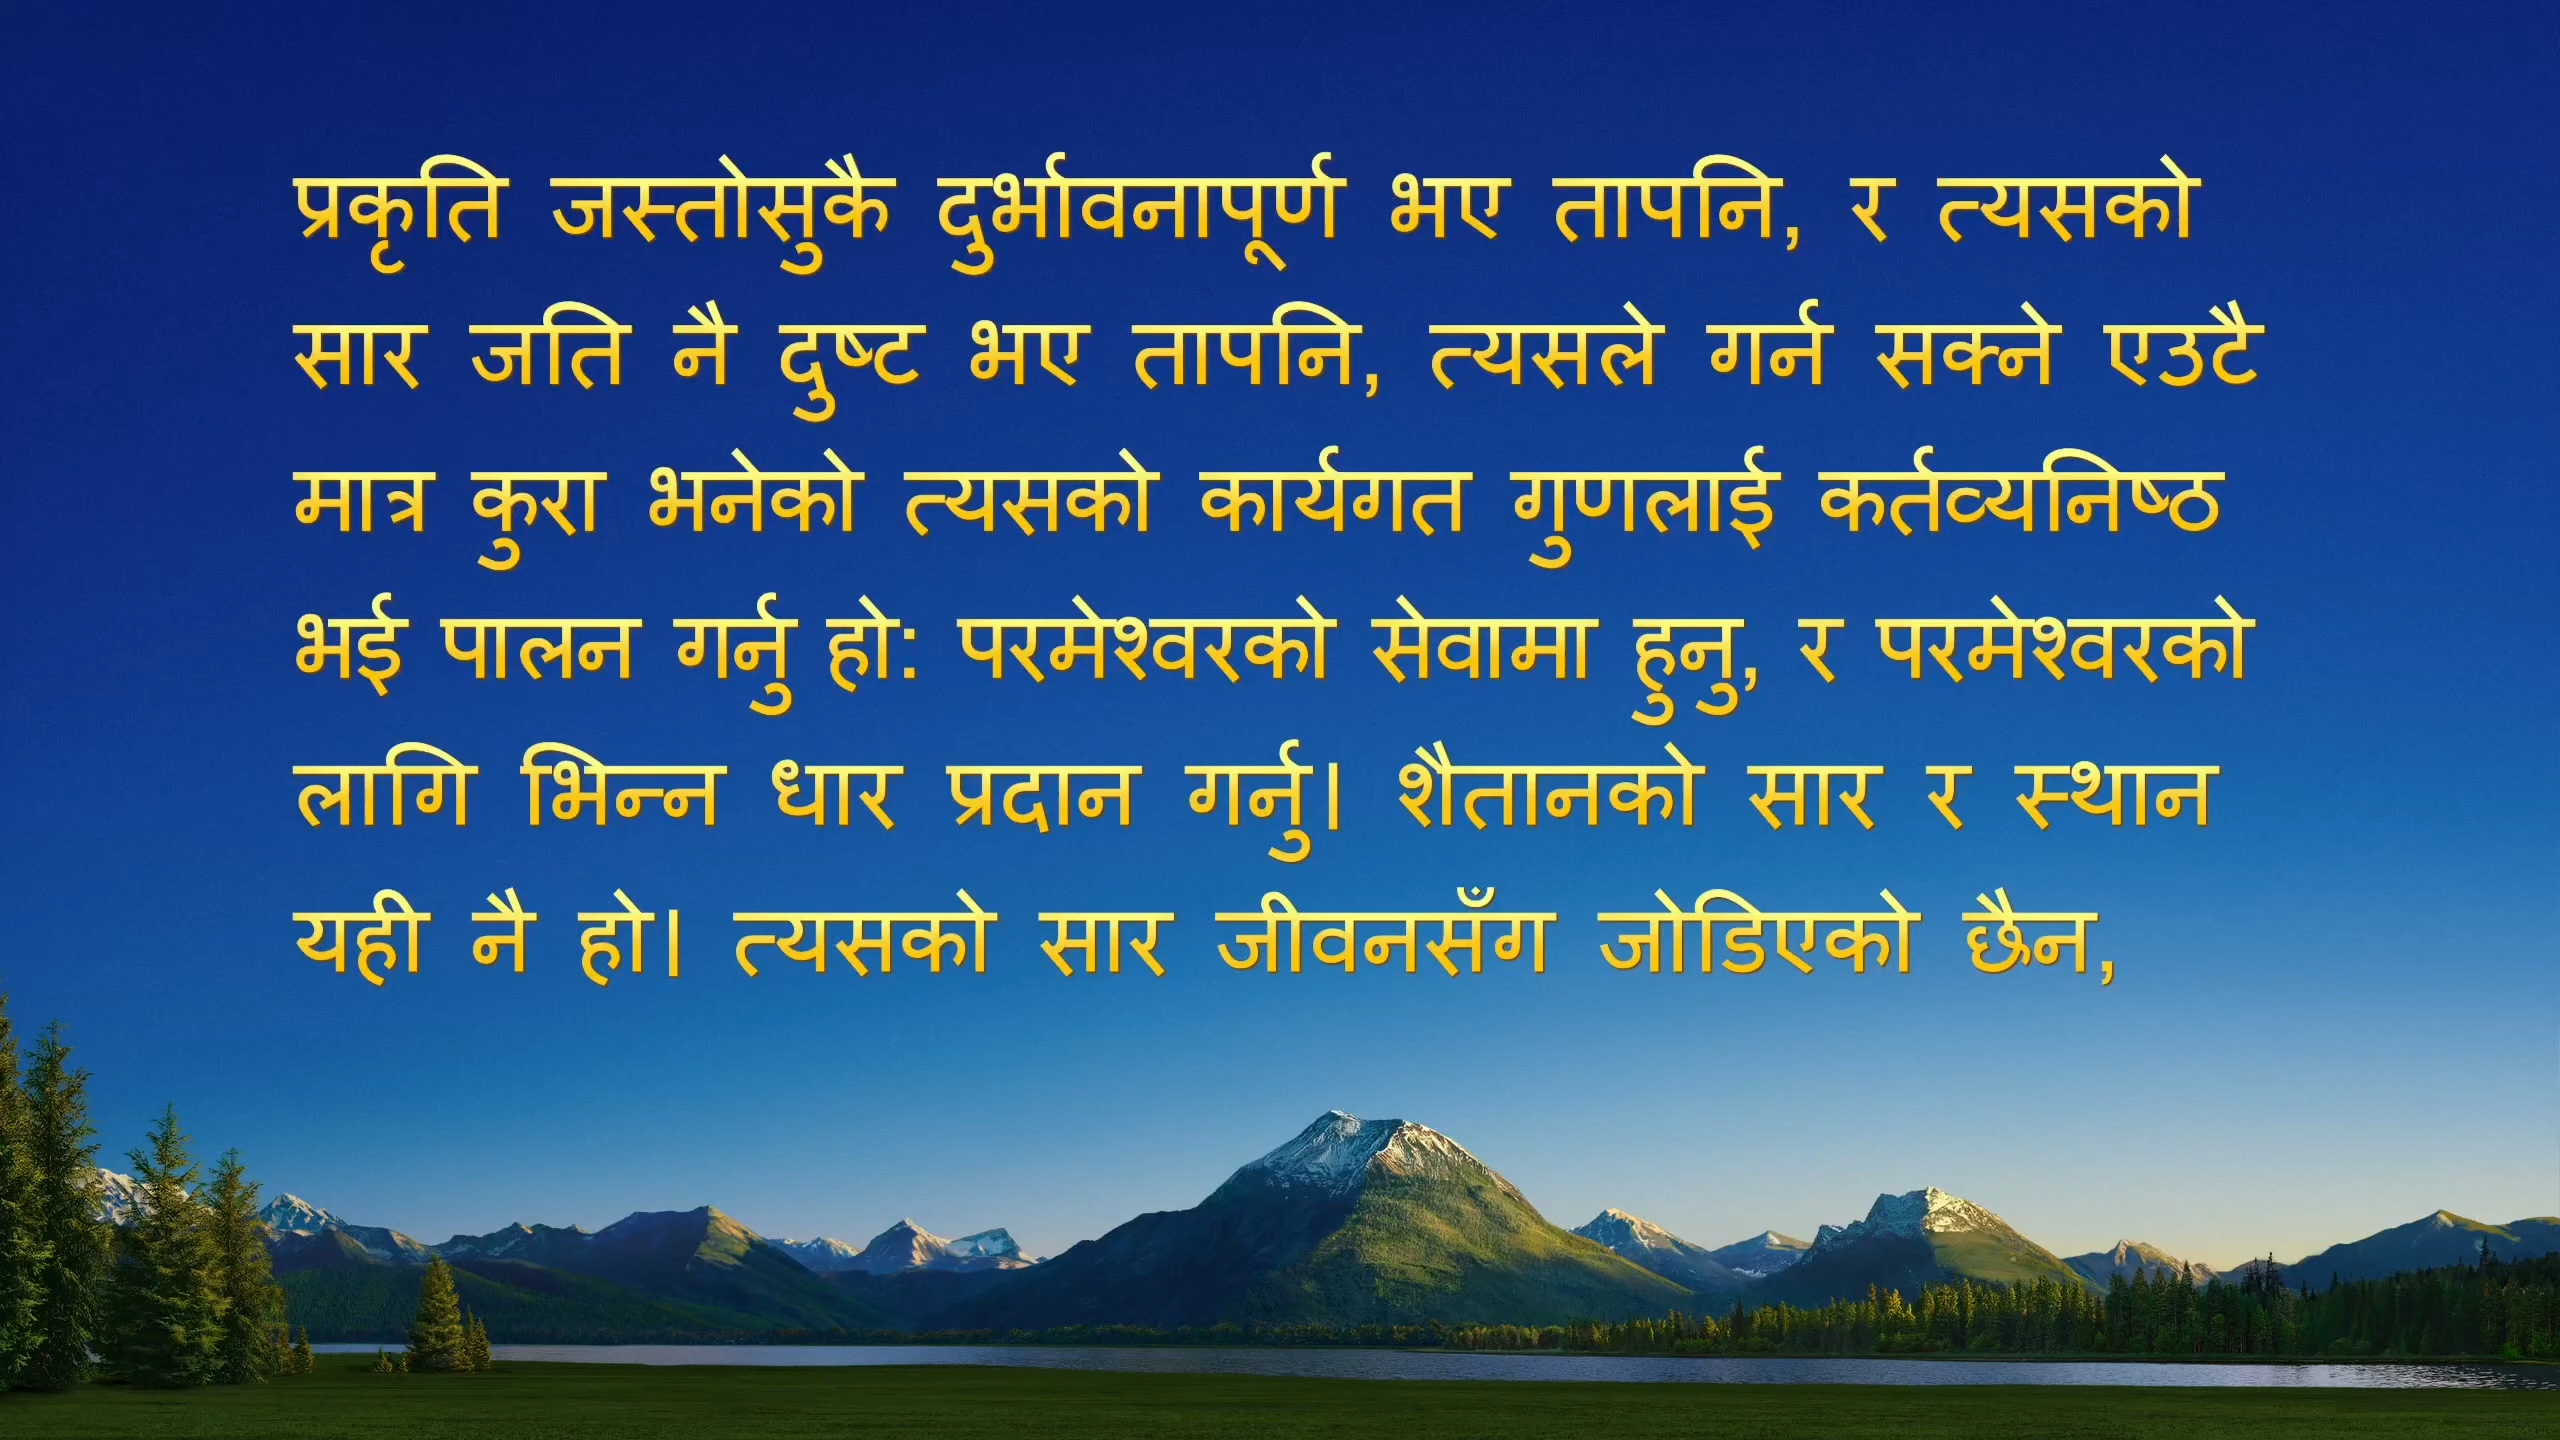 प्रकृति जस्तोसुकै दुर्भावनापूर्ण भए तापनि, र त्यसको
सार जति नै दुष्ट भए तापनि, त्यसले गर्न सक्ने एउटै
मात्र कुरा भनेको त्यसको कार्यगत गुणलाई कर्तव्यनिष्ठ
भई पालन गर्नु हो: परमेश्वरको सेवामा हुनु, र परमेश्वरको
लागि भिन्न धार प्रदान गर्नु। शैतानको सार र स्थान
यही नै हो। त्यसको सार जीवनसँग जोडिएको छैन,